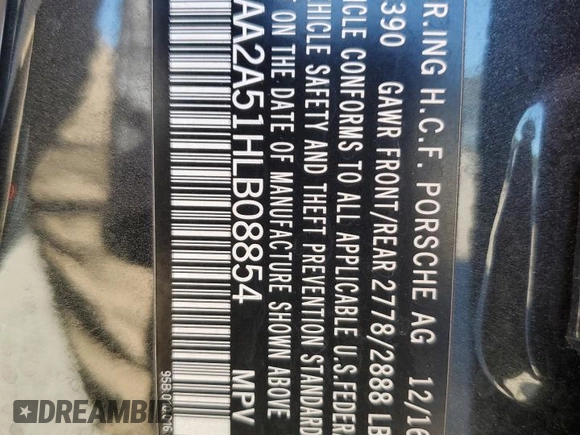 R.ING H.C.F. PORSCHE AG 12/16
390 GAWR FRONT/REAR 2778/2888 LB
ICLE CONFORMS TO ALL APPLICABLE U.S.FEDER
HICLE SAFETY AND THEFT PREVENTION STANDARD
T ON THE DATE OF MANUFACTURE SHOWN ABOVE
AA2A51HLB08854 MPV
DREAMBI